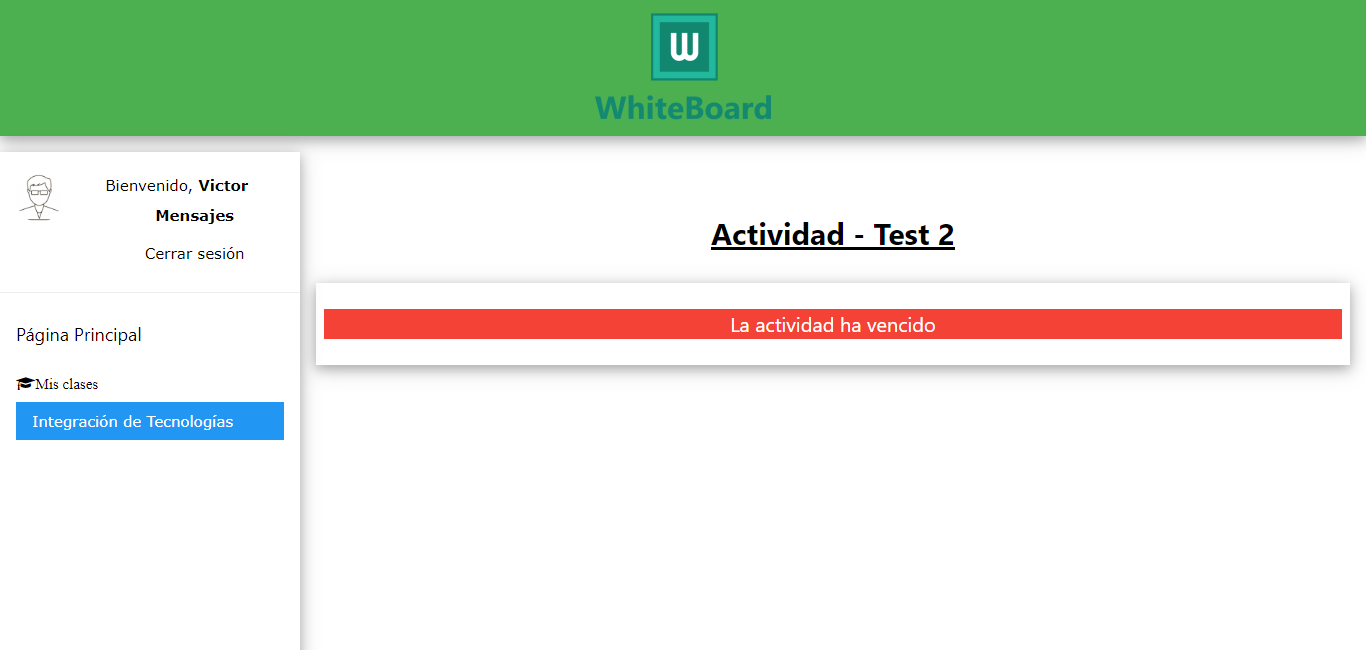 W
WhiteBoard
Bienvenido, Victor
Mensajes
Cerrar sesión
Página Principal
Mis clases
Integración de Tecnologías
Actividad - Test 2
La actividad ha vencido